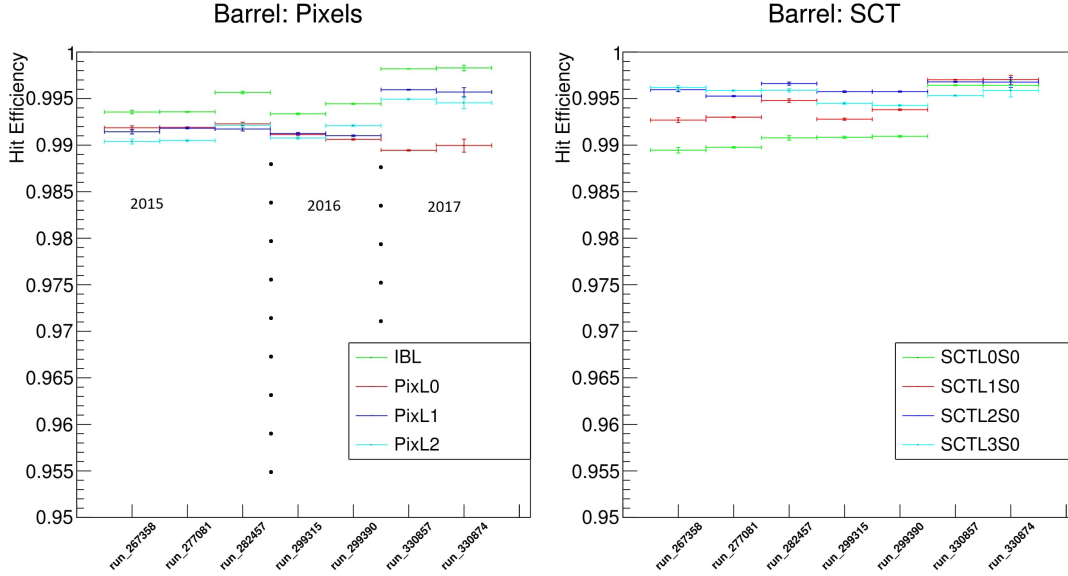 Barrel: Pixels
Hit Efficiency
1
0.995
0.99
0.985
0.98
0.975
0.97
0.965
0.96
0.955
0.95
2015
2016
2017
IBL
PixL0
PixL1
PixL2
run_267358
run_277081
run_282457
run_299315
run_299390
run_330857
run_330874
Barrel: SCT
Hit Efficiency
1
0.995
0.99
0.985
0.98
0.975
0.97
0.965
0.96
0.955
0.95
SCTL0S0
SCTL1S0
SCTL2S0
SCTL3S0
run_267358
run_277081
run_282457
run_299315
run_299390
run_330857
run_330874